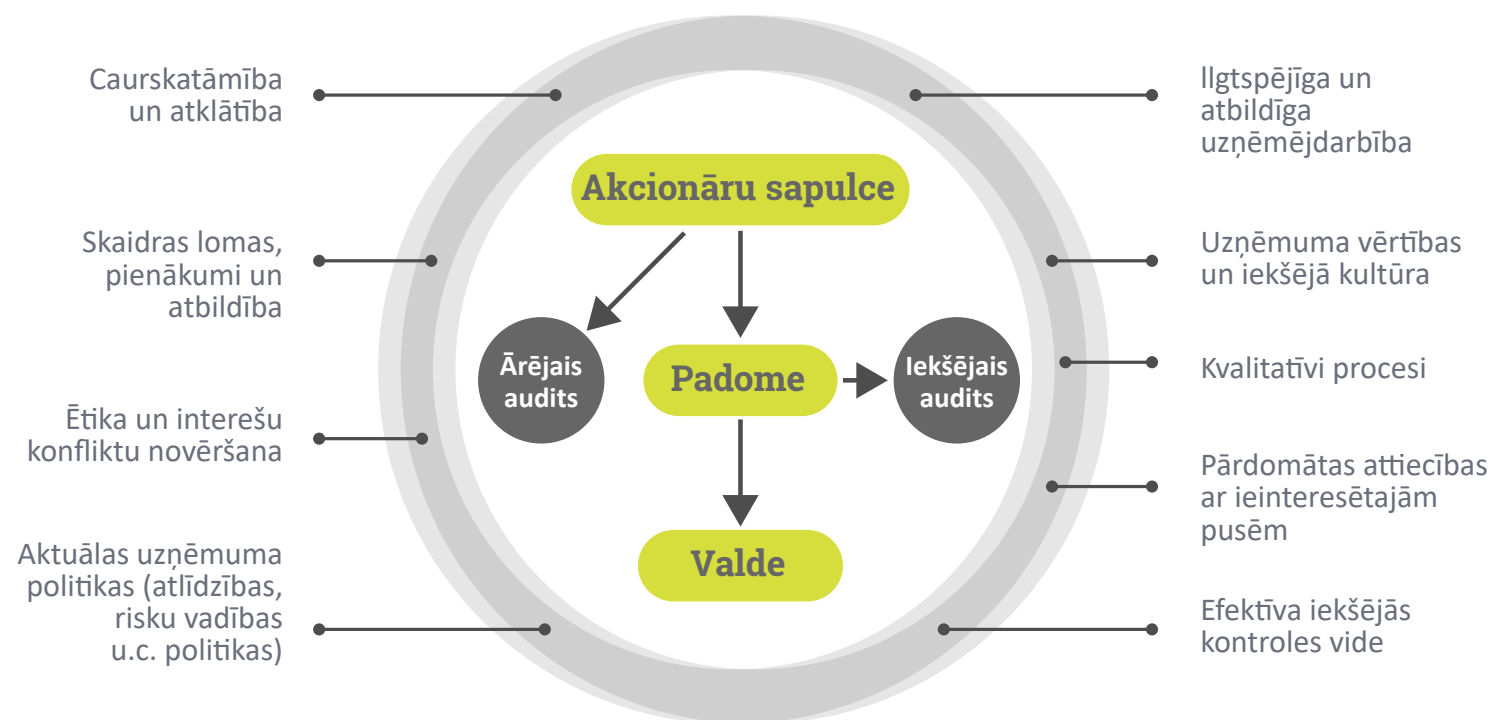 Caurskatāmība
un atklātība
Skaidras lomas,
pienākumi un
atbildība
Ētika un interešu
konfliktu novēršana
Aktuālas uzņēmuma
politikas (atlīdzības,
risku vadības
u.c. politikas)
Akcionāru sapulce
Ārējais
audits
Padome
Iekšējais
audits
Valde
llgtspējīga un
atbildīga
uzņēmējdarbība
Uzņēmuma vērtības
un iekšējā kultūra
Kvalitatīvi procesi
Pārdomātas attiecības
ar ieinteresētajām
pusēm
Efektīva iekšējās
kontroles vide